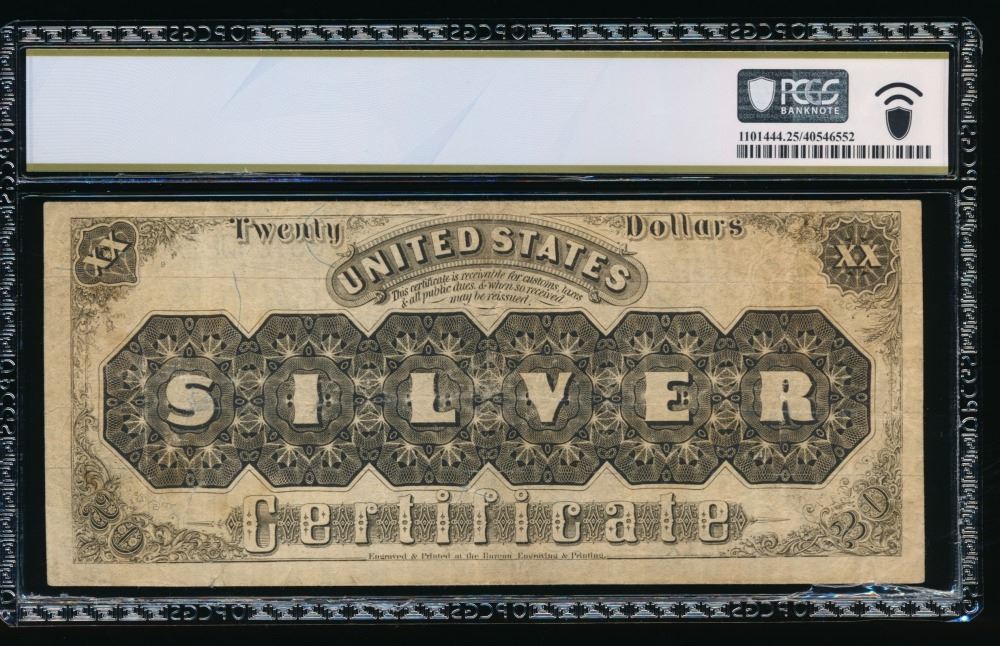 PCGS
BANKNOTE
1101444.25/40546552
Twenty Dollars
XX XX
UNITED STATES
This certificate is receivable for customs, taxes
& all public dues, & when so received,
may be reissued.
SILVER
Certificate
Engraved & Printed at the Bureau, Engraving & Printing.